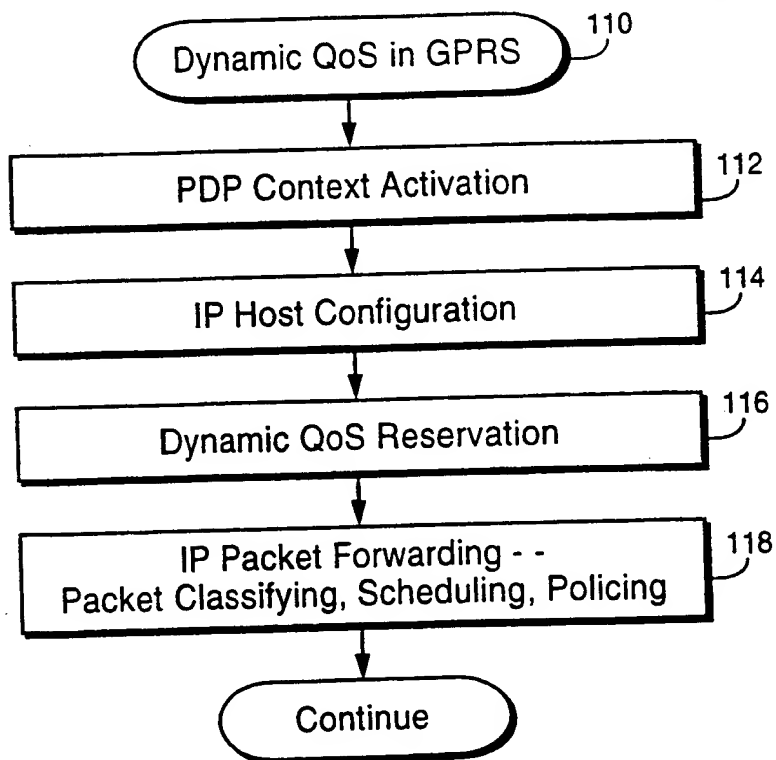 Dynamic QoS in GPRS
110
PDP Context Activation
112
IP Host Configuration
114
Dynamic QoS Reservation
116
IP Packet Forwarding - -
Packet Classifying, Scheduling, Policing
118
Continue